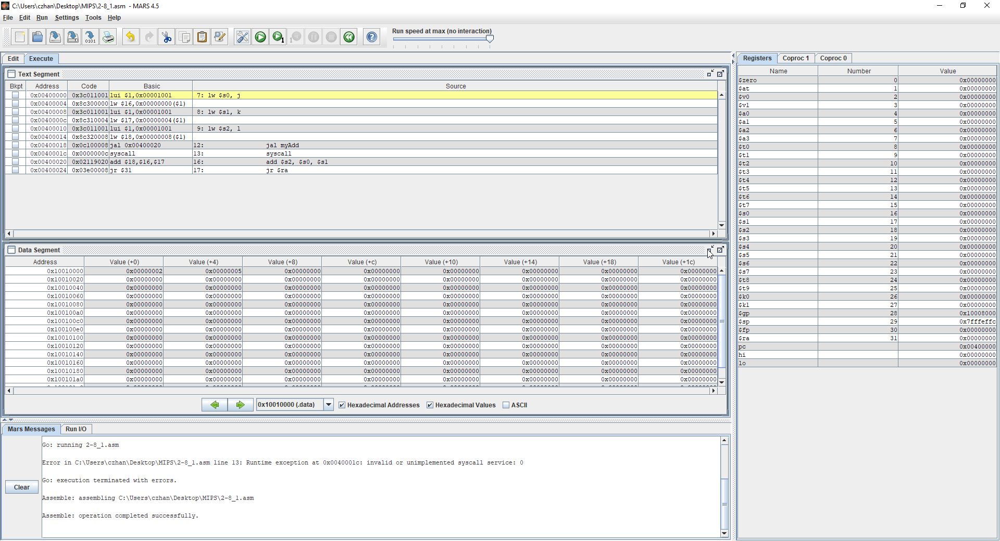 C:\Users\czhan\Desktop\MIPS\2-8_1.asm - MARS 4.5
File Edit Run Settings Tools Help
Run speed at max (no interaction)
Edit Execute
Text Segment
Bkpt Address Code Basic Source
0x00400000 0x3c011001 lui $1,0x00001001 7: lw $s0, j
0x00400004 0x8c300000 lw $16,0x00000000($1)
0x00400008 0x3c011001 lui $1,0x00001001 8: lw $s1, k
0x0040000c 0x8c310004 lw $17,0x00000004($1)
0x00400010 0x3c011001 lui $1,0x00001001 9: lw $s2, l
0x00400014 0x8c320008 lw $18,0x00000008($1)
0x00400018 0x0c100008 jal 0x00400020 12: jal myAdd
0x0040001c 0x0000000c syscall 13: syscall
0x00400020 0x02119020 add $18,$16,$17 16: add $s2, $s0, $s1
0x00400024 0x03e00008 jr $31 17: jr $ra
Data Segment
Address Value (+0) Value (+4) Value (+8) Value (+c) Value (+10) Value (+14) Value (+18) Value (+1c)
0x10010000 0x00000002 0x00000005 0x00000000 0x00000000 0x00000000 0x00000000 0x00000000 0x00000000
0x10010020 0x00000000 0x00000000 0x00000000 0x00000000 0x00000000 0x00000000 0x00000000 0x00000000
0x10010040 0x00000000 0x00000000 0x00000000 0x00000000 0x00000000 0x00000000 0x00000000 0x00000000
0x10010060 0x00000000 0x00000000 0x00000000 0x00000000 0x00000000 0x00000000 0x00000000 0x00000000
0x10010080 0x00000000 0x00000000 0x00000000 0x00000000 0x00000000 0x00000000 0x00000000 0x00000000
0x100100a0 0x00000000 0x00000000 0x00000000 0x00000000 0x00000000 0x00000000 0x00000000 0x00000000
0x100100c0 0x00000000 0x00000000 0x00000000 0x00000000 0x00000000 0x00000000 0x00000000 0x00000000
0x100100e0 0x00000000 0x00000000 0x00000000 0x00000000 0x00000000 0x00000000 0x00000000 0x00000000
0x10010100 0x00000000 0x00000000 0x00000000 0x00000000 0x00000000 0x00000000 0x00000000 0x00000000
0x10010120 0x00000000 0x00000000 0x00000000 0x00000000 0x00000000 0x00000000 0x00000000 0x00000000
0x10010140 0x00000000 0x00000000 0x00000000 0x00000000 0x00000000 0x00000000 0x00000000 0x00000000
0x10010160 0x00000000 0x00000000 0x00000000 0x00000000 0x00000000 0x00000000 0x00000000 0x00000000
0x10010180 0x00000000 0x00000000 0x00000000 0x00000000 0x00000000 0x00000000 0x00000000 0x00000000
0x100101a0 0x00000000 0x00000000 0x00000000 0x00000000 0x00000000 0x00000000 0x00000000 0x00000000
0x10010000 (.data) Hexadecimal Addresses Hexadecimal Values ASCII
Mars Messages Run I/O
Go: running 2-8_1.asm
Error in C:\Users\czhan\Desktop\MIPS\2-8_1.asm line 13: Runtime exception at 0x0040001c: invalid or unimplemented syscall service: 0
Go: execution terminated with errors.
Clear
Assemble: assembling C:\Users\czhan\Desktop\MIPS\2-8_1.asm
Assemble: operation completed successfully.
Registers Coproc 1 Coproc 0
Name Number Value
$zero 0 0x00000000
$at 1 0x00000000
$v0 2 0x00000000
$v1 3 0x00000000
$a0 4 0x00000000
$a1 5 0x00000000
$a2 6 0x00000000
$a3 7 0x00000000
$t0 8 0x00000000
$t1 9 0x00000000
$t2 10 0x00000000
$t3 11 0x00000000
$t4 12 0x00000000
$t5 13 0x00000000
$t6 14 0x00000000
$t7 15 0x00000000
$s0 16 0x00000000
$s1 17 0x00000000
$s2 18 0x00000000
$s3 19 0x00000000
$s4 20 0x00000000
$s5 21 0x00000000
$s6 22 0x00000000
$s7 23 0x00000000
$t8 24 0x00000000
$t9 25 0x00000000
$k0 26 0x00000000
$k1 27 0x00000000
$gp 28 0x10008000
$sp 29 0x7fffeffc
$fp 30 0x00000000
$ra 31 0x00000000
pc 0x00400000
hi 0x00000000
lo 0x00000000